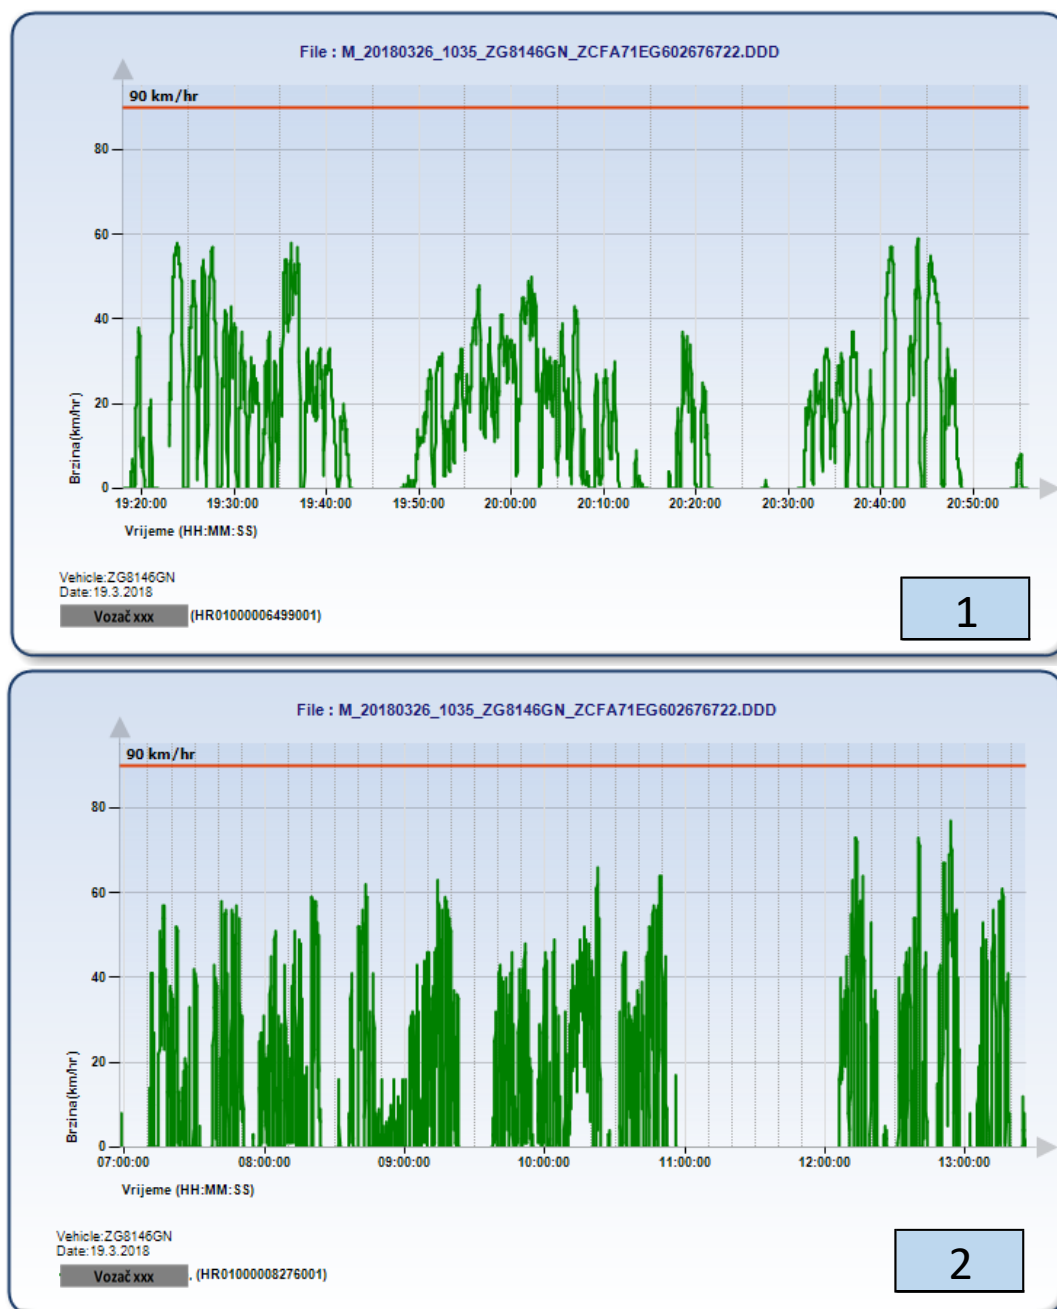 File : M_20180326_1035_ZG8146GN_ZCFA71EG602676722.DDD
90 km/hr
80
60
40
20
0
Brzina(km/hr)
19:20:00 19:30:00 19:40:00 19:50:00 20:00:00 20:10:00 20:20:00 20:30:00 20:40:00 20:50:00
Vrijeme (HH:MM:SS)
Vehicle:ZG8146GN
Date:19.3.2018
Vozač xxx (HR01000006499001)
1
File : M_20180326_1035_ZG8146GN_ZCFA71EG602676722.DDD
90 km/hr
80
60
40
20
0
Brzina(km/hr)
07:00:00 08:00:00 09:00:00 10:00:00 11:00:00 12:00:00 13:00:00
Vrijeme (HH:MM:SS)
Vehicle:ZG8146GN
Date:19.3.2018
Vozač xxx . (HR01000008276001)
2